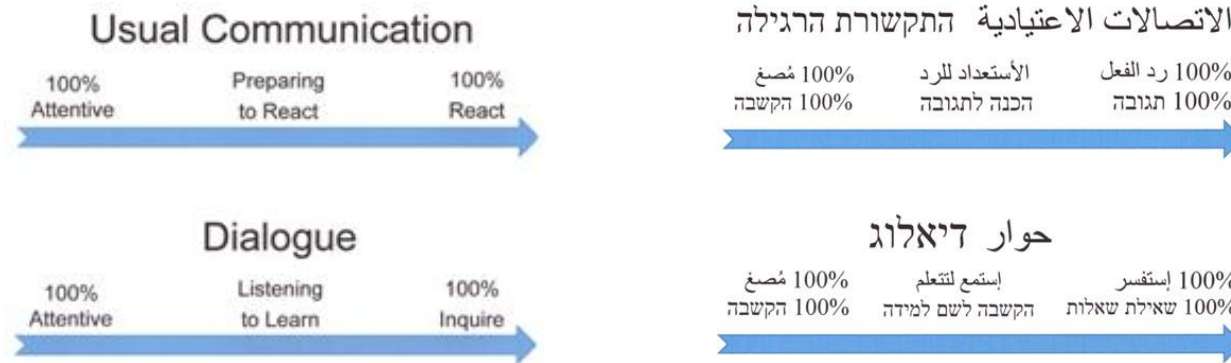 Usual Communication
100% Preparing 100%
Attentive to React React
Dialogue
100% Listening 100%
Attentive to Learn Inquire
الاتصالات الاعتيادية התקשורת הרגילה
100% مُصغ الأستعداد للرد 100% رد الفعل
100% הקשבה הכנה לתגובה 100% תגובה
حوار דיאלוג
100% مُصغ إستمع لتتعلم 100% إستفسر
100% הקשבה הקשבה לשם למידה 100% שאילת שאלות